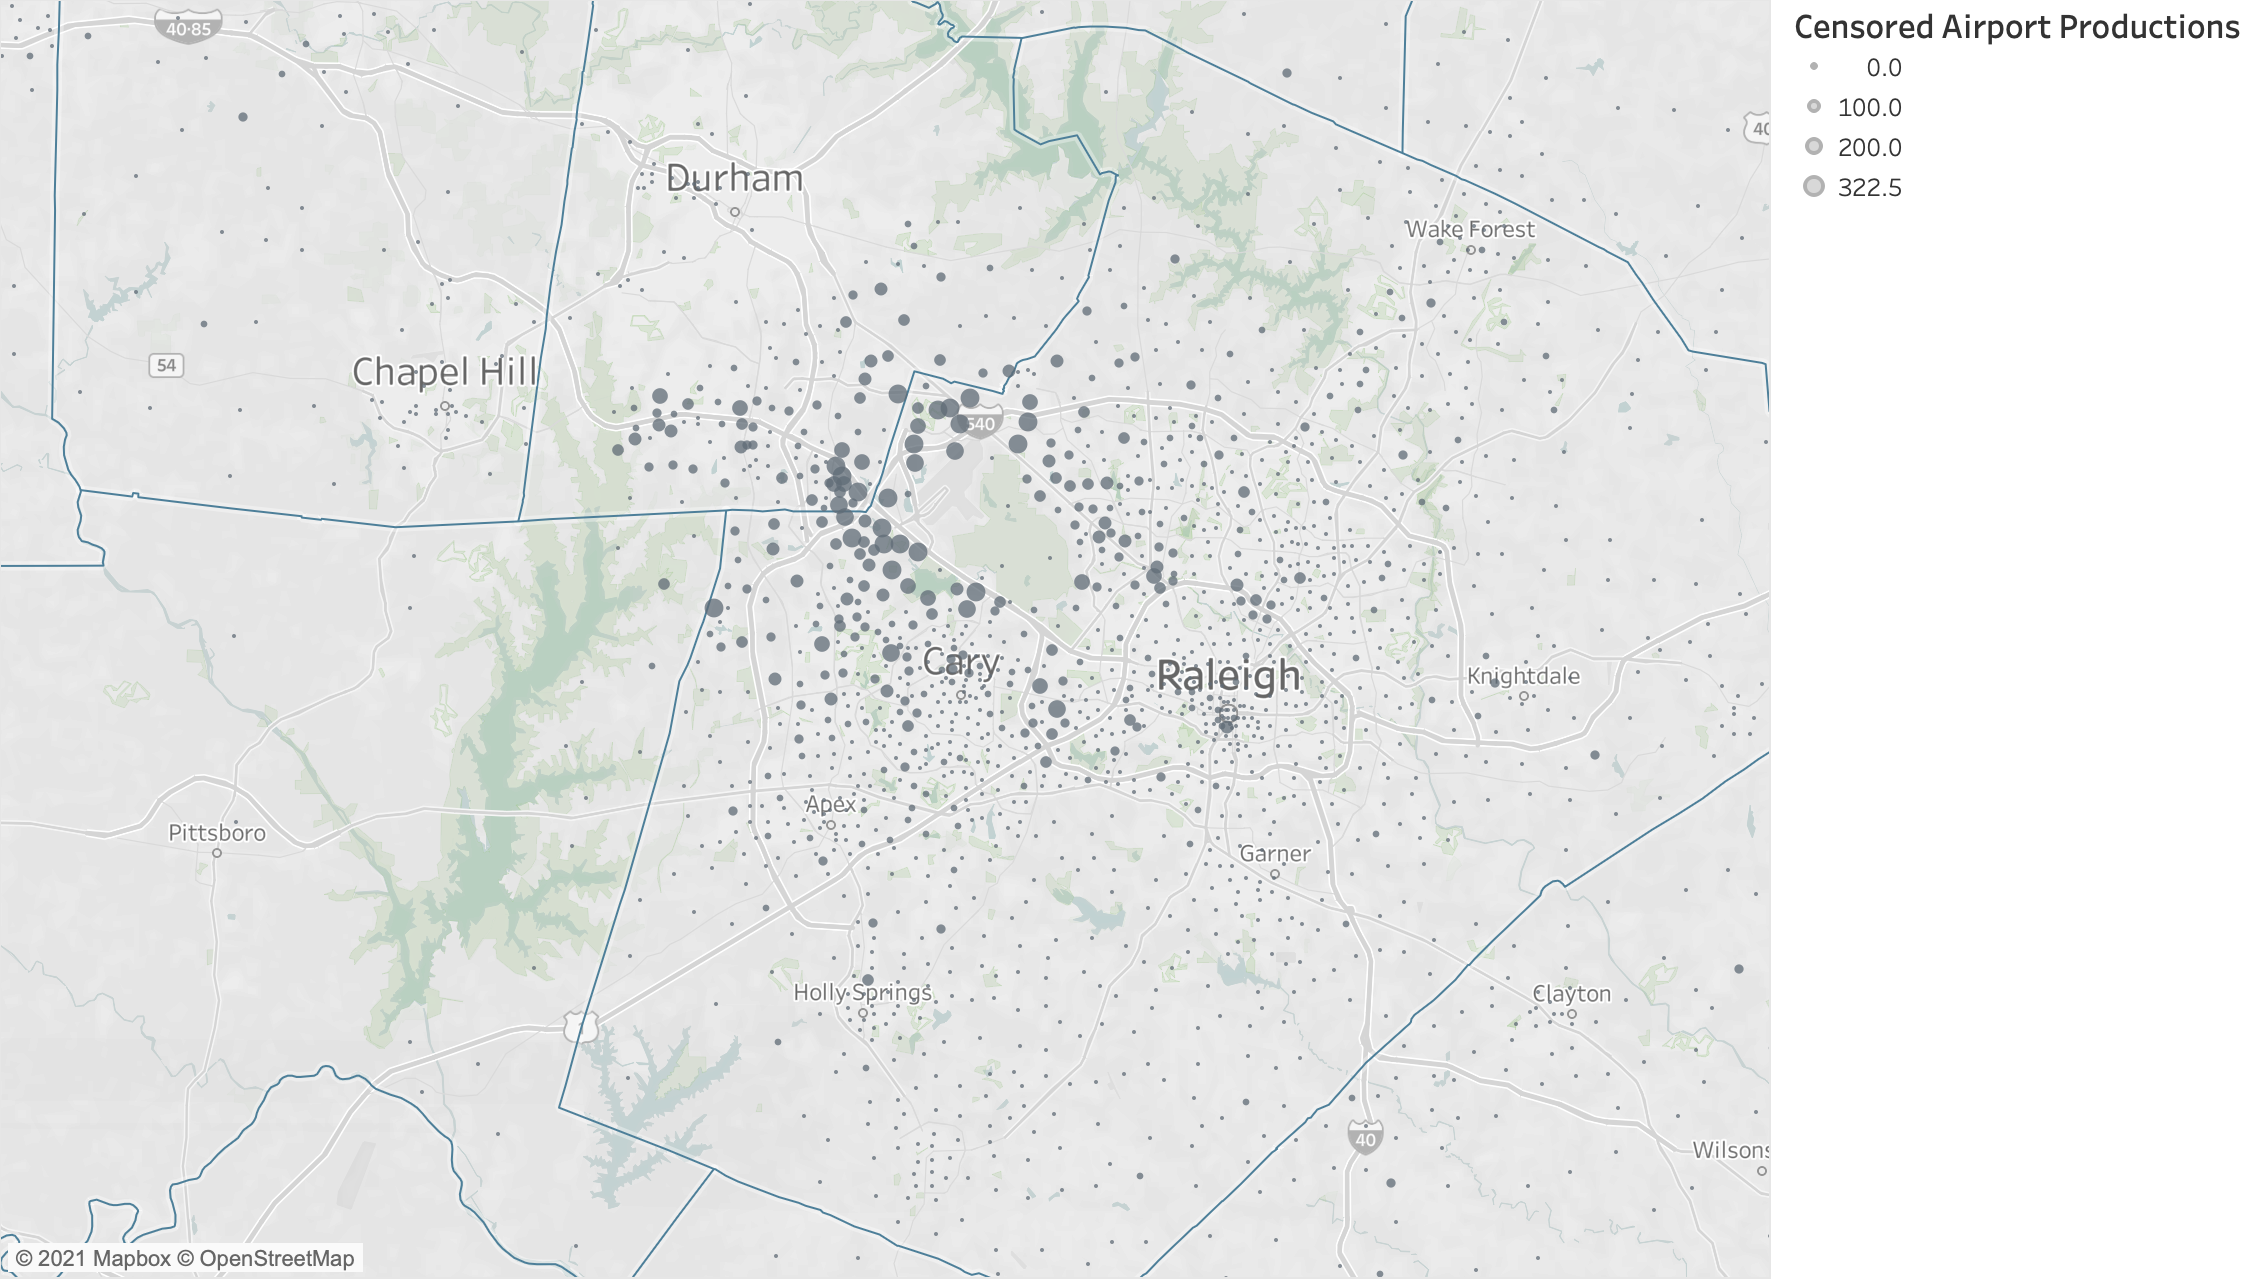 Censored Airport Productions
0.0
100.0
200.0
322.5
40-85
40
Durham
Wake Forest
54
Chapel Hill
540
Cary
Raleigh
Knightdale
Apex
Pittsboro
Garner
Holly Springs
Clayton
1
40
Wilsons
© 2021 Mapbox © OpenStreetMap